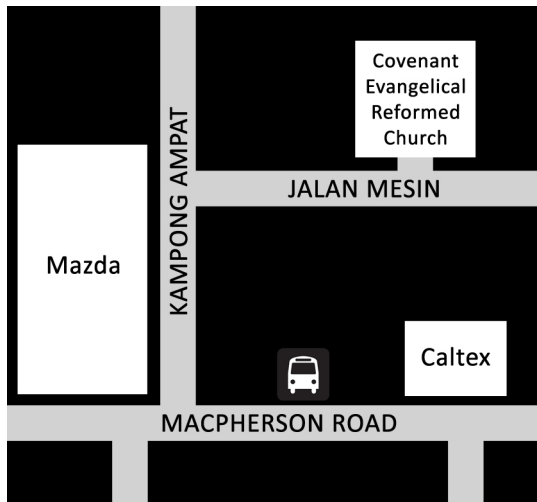 Covenant
Evangelical
Reformed
Church
KAMPONG AMPAT
JALAN MESIN
Mazda
Caltex
MACPHERSON ROAD